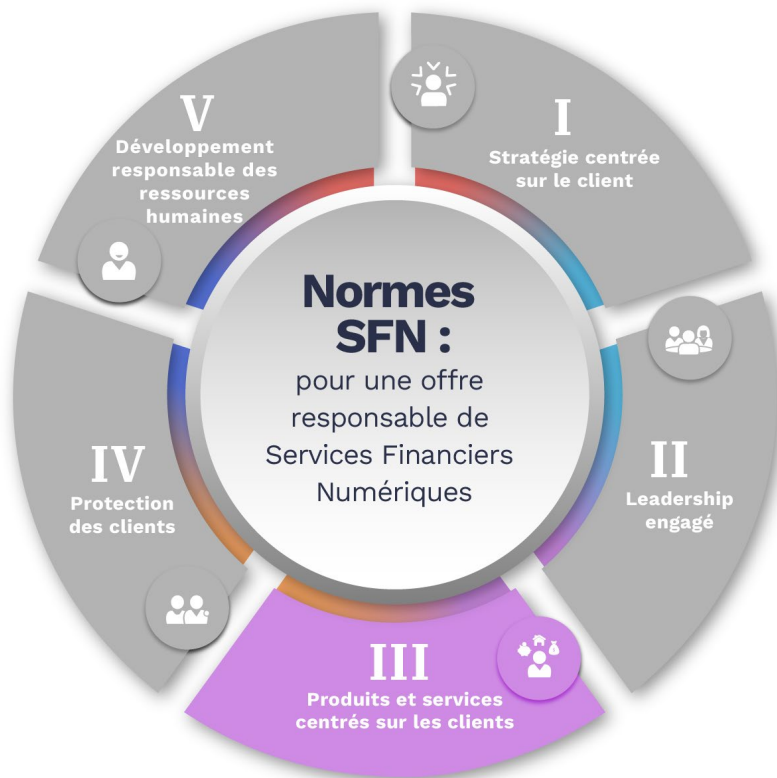 Normes
SFN :
pour une offre
responsable de
Services Financiers
Numériques
I
Stratégie centrée
sur le client
II
Leadership
engagé
III
Produits et services
centrés sur les clients
IV
Protection
des clients
V
Développement
responsable des
ressources
humaines